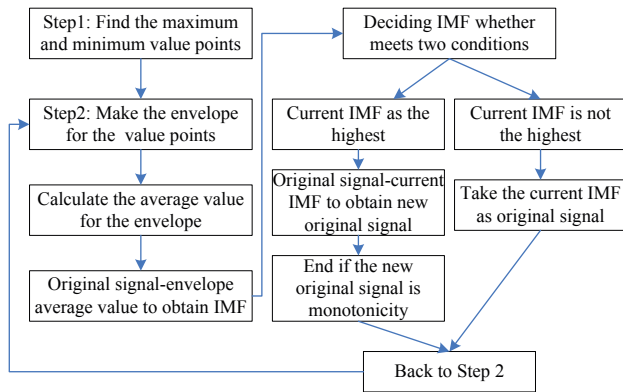 Step1: Find the maximum
and minimum value points
Step2: Make the envelope
for the value points
Calculate the average value
for the envelope
Original signal-envelope
average value to obtain IMF
Deciding IMF whether
meets two conditions
Current IMF as the
highest
Original signal-current
IMF to obtain new
original signal
End if the new
original signal is
monotonicity
Current IMF is not
the highest
Take the current IMF
as original signal
Back to Step 2